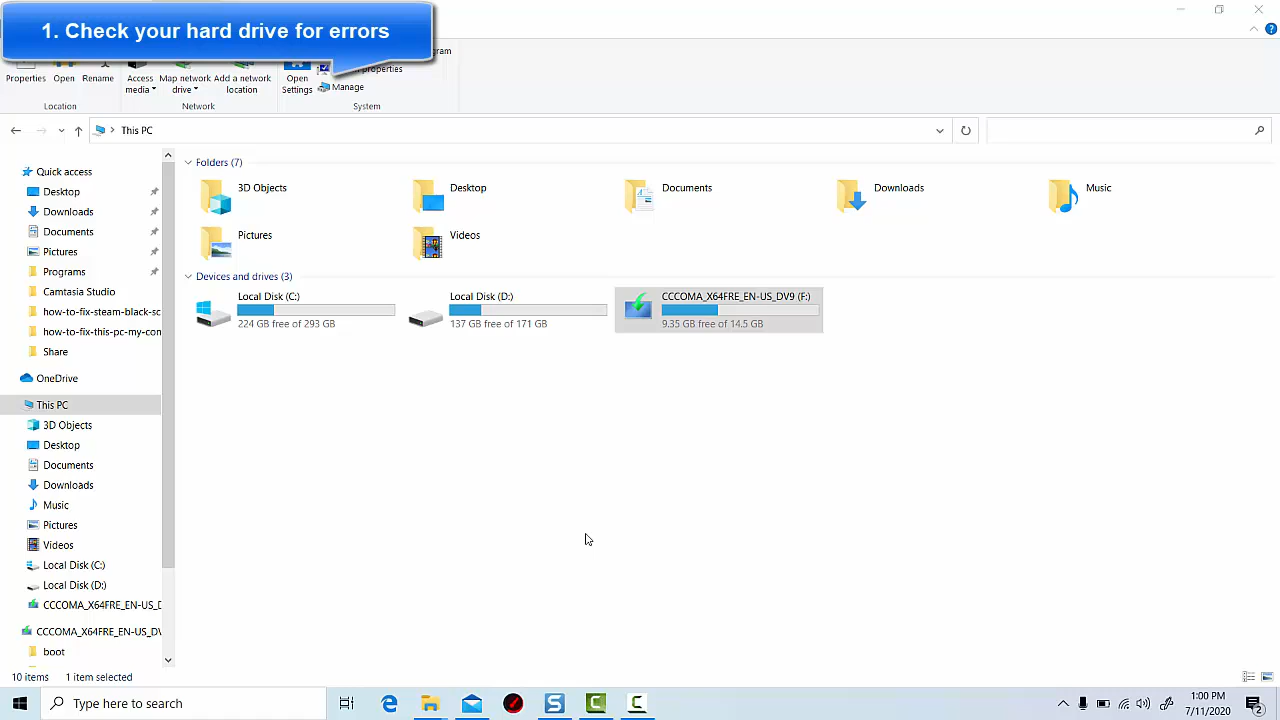 1. Check your hard drive for errors
Properties
Open
Rename
Access
media
Map network
drive
Add a network
location
Open
Settings
properties
Manage
Location
Network
System
This PC
Quick access
Desktop
Downloads
Documents
Pictures
Programs
Camtasia Studio
how-to-fix-steam-black-sc
how-to-fix-this-pc-my-con
Share
OneDrive
This PC
3D Objects
Desktop
Documents
Downloads
Music
Pictures
Videos
Local Disk (C:)
Local Disk (D:)
CCCOMA_X64FRE_EN-US_D
CCCOMA_X64FRE_EN-US_DV
boot
Folders (7)
3D Objects
Desktop
Documents
Downloads
Music
Pictures
Videos
Devices and drives (3)
Local Disk (C:)
224 GB free of 293 GB
Local Disk (D:)
137 GB free of 171 GB
CCCOMA_X64FRE_EN-US_DV9 (F:)
9.35 GB free of 14.5 GB
10 items
1 item selected
Type here to search
1:00 PM
7/11/2020
2